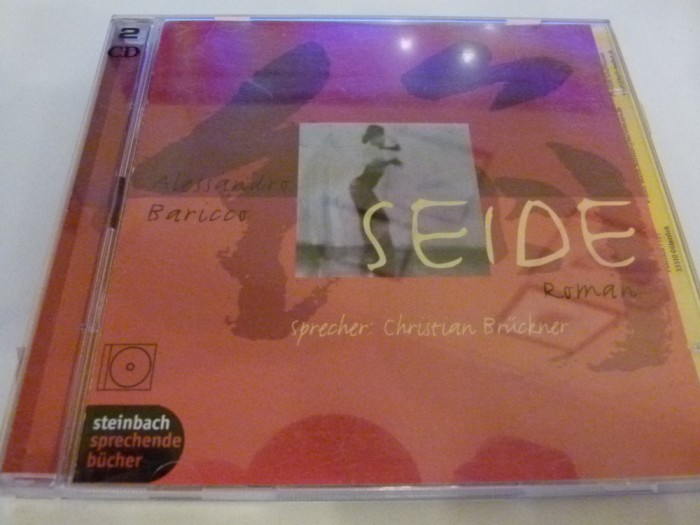 2
CD
Alessandro
Baricco
SEIDE
Roman
Sprecher: Christian Brückner
steinbach
sprechende
bücher